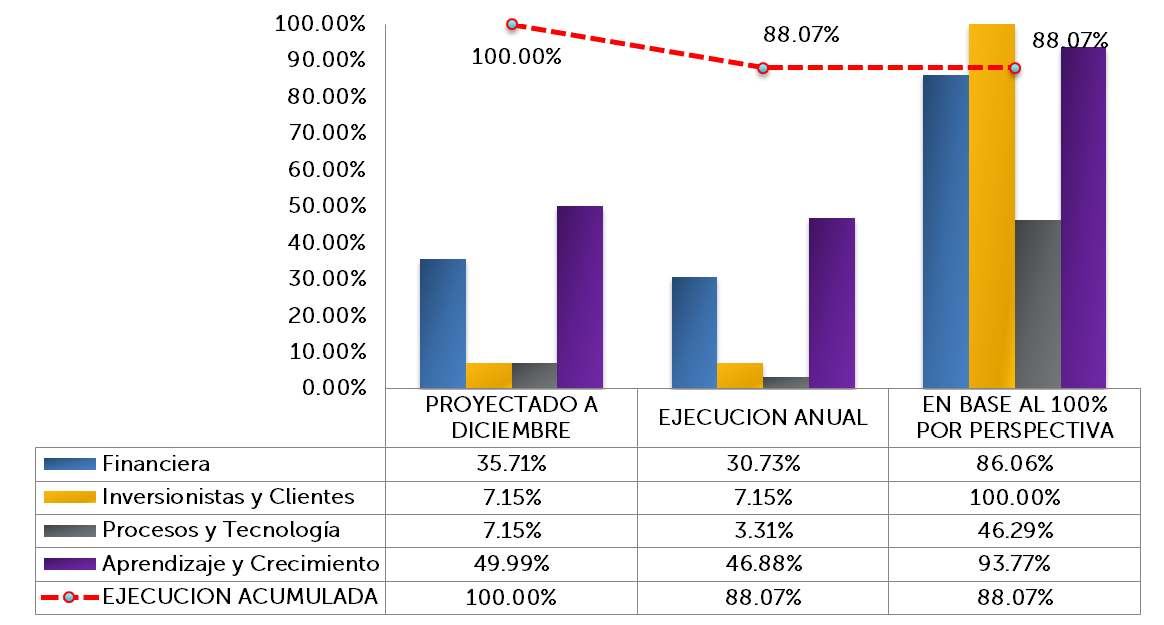 100.00%
90.00%
80.00%
70.00%
60.00%
50.00%
40.00%
30.00%
20.00%
10.00%
0.00%
100.00%
88.07%
88.07%
PROYECTADO A
DICIEMBRE
EJECUCION ANUAL
EN BASE AL 100%
POR PERSPECTIVA
Financiera 35.71% 30.73% 86.06%
Inversionistas y Clientes 7.15% 7.15% 100.00%
Procesos y Tecnología 7.15% 3.31% 46.29%
Aprendizaje y Crecimiento 49.99% 46.88% 93.77%
EJECUCION ACUMULADA 100.00% 88.07% 88.07%